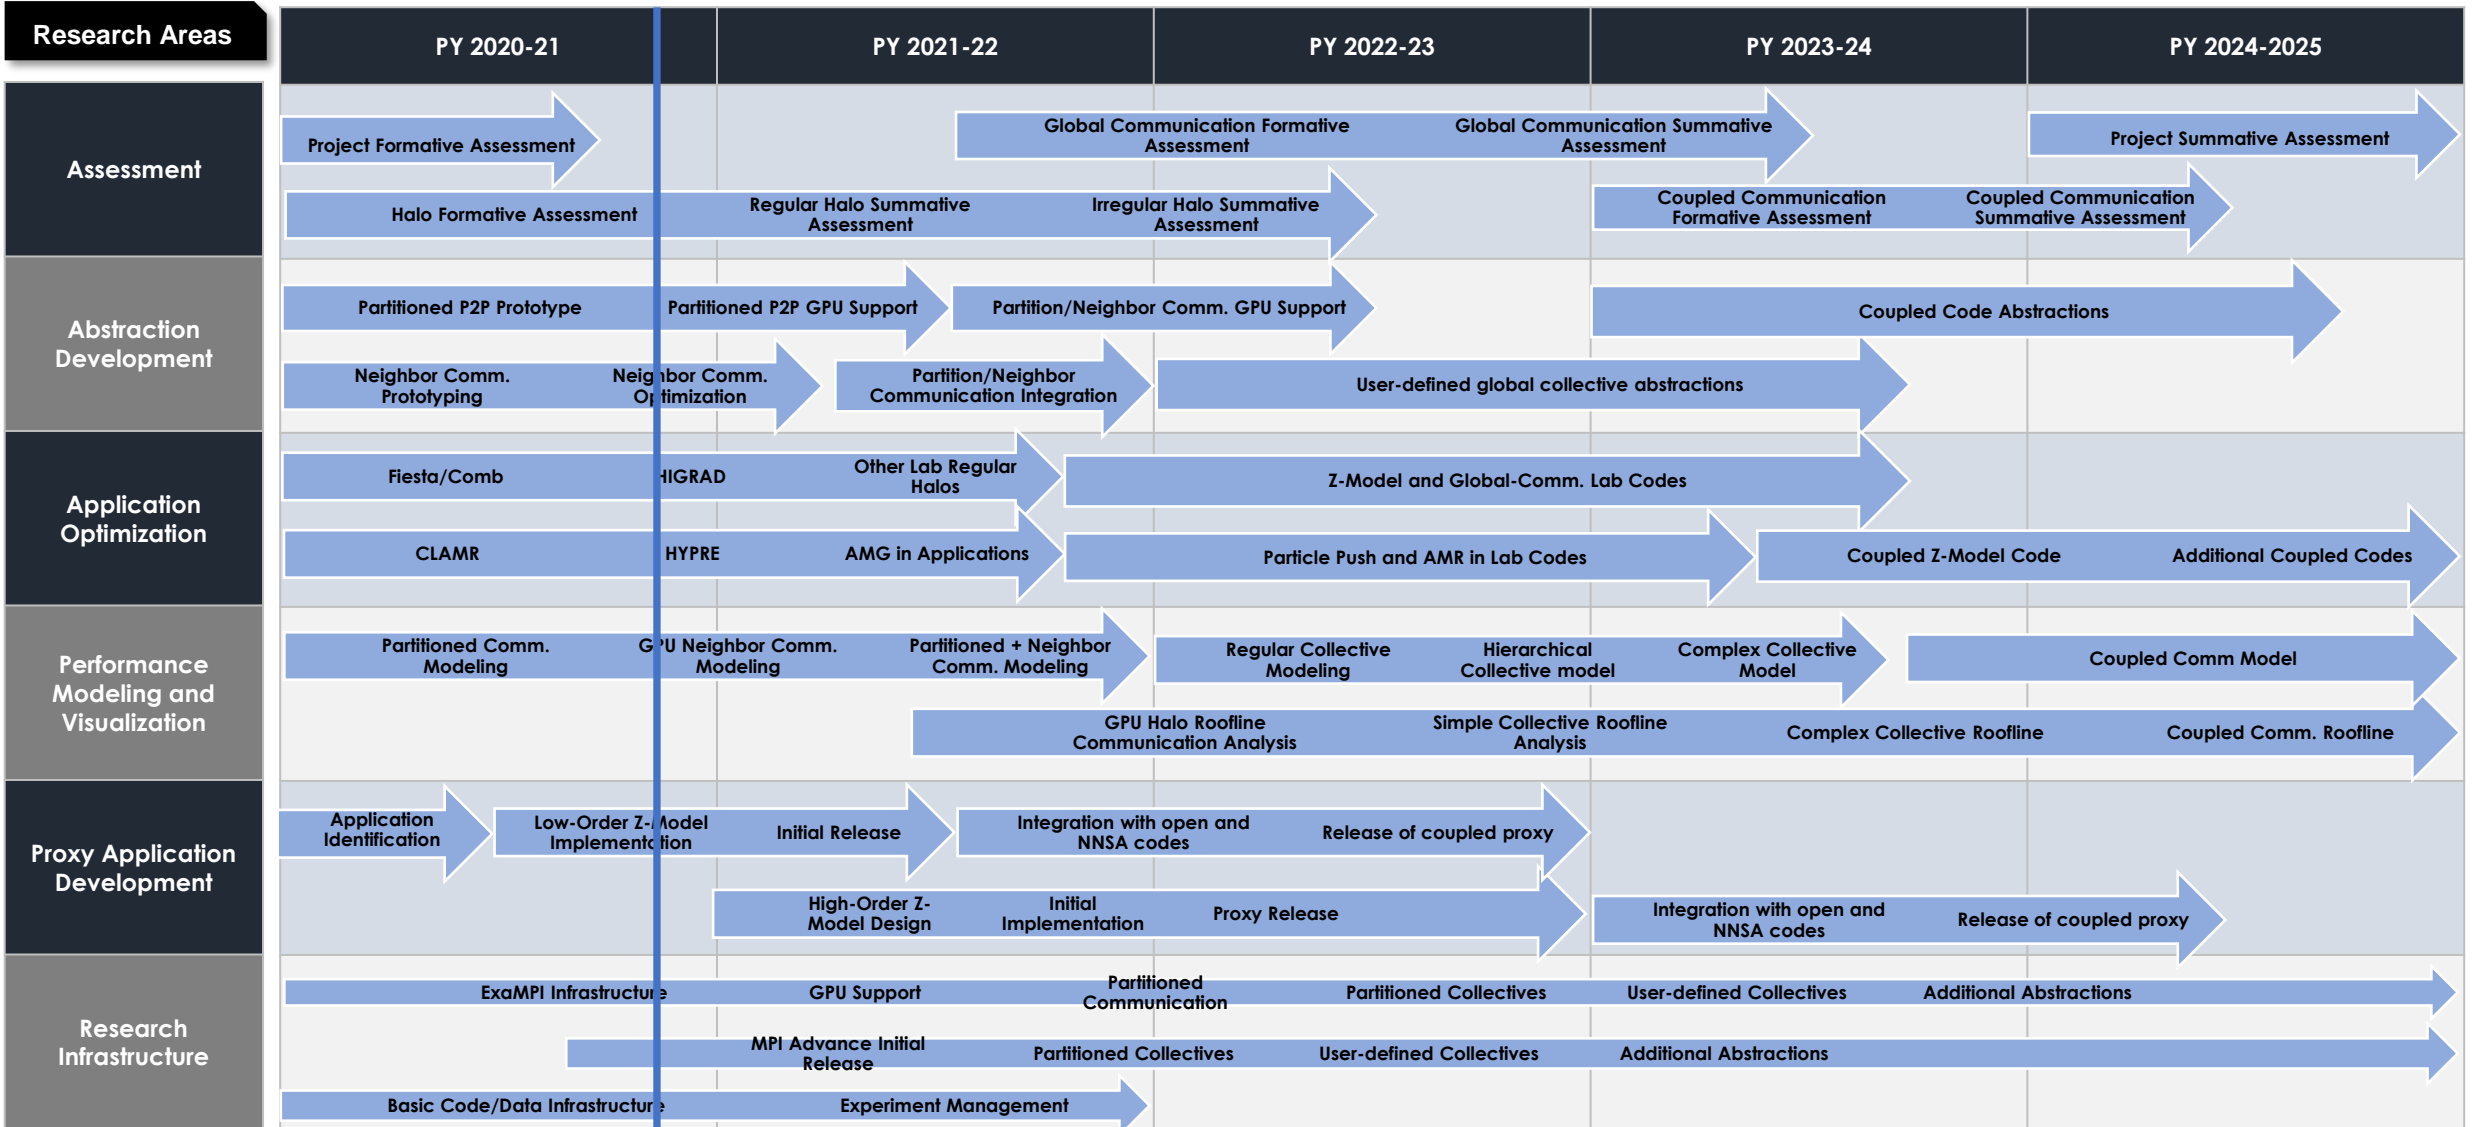 Research Areas
PY 2020-21
PY 2021-22
PY 2022-23
PY 2023-24
PY 2024-2025
Assessment
Project Formative Assessment
Global Communication Formative
Assessment
Global Communication Summative
Assessment
Project Summative Assessment
Halo Formative Assessment
Regular Halo Summative
Assessment
Irregular Halo Summative
Assessment
Coupled Communication
Formative Assessment
Coupled Communication
Summative Assessment
Abstraction
Development
Partitioned P2P Prototype
Partitioned P2P GPU Support
Partition/Neighbor Comm. GPU Support
Coupled Code Abstractions
Neighbor Comm.
Prototyping
Neighbor Comm.
Optimization
Partition/Neighbor
Communication Integration
User-defined global collective abstractions
Application
Optimization
Fiesta/Comb
HIGRAD
Other Lab Regular
Halos
Z-Model and Global-Comm. Lab Codes
CLAMR
HYPRE
AMG in Applications
Particle Push and AMR in Lab Codes
Coupled Z-Model Code
Additional Coupled Codes
Performance
Modeling and
Visualization
Partitioned Comm.
Modeling
GPU Neighbor Comm.
Modeling
Partitioned + Neighbor
Comm. Modeling
Regular Collective
Modeling
Hierarchical
Collective model
Complex Collective
Model
Coupled Comm Model
GPU Halo Roofline
Communication Analysis
Simple Collective Roofline
Analysis
Complex Collective Roofline
Coupled Comm. Roofline
Proxy Application
Development
Application
Identification
Low-Order Z-Model
Implementation
Initial Release
Integration with open and
NNSA codes
Release of coupled proxy
High-Order Z-
Model Design
Initial
Implementation
Proxy Release
Integration with open and
NNSA codes
Release of coupled proxy
Research
Infrastructure
ExaMPI Infrastructure
GPU Support
Partitioned
Communication
Partitioned Collectives
User-defined Collectives
Additional Abstractions
MPI Advance Initial
Release
Partitioned Collectives
User-defined Collectives
Additional Abstractions
Basic Code/Data Infrastructure
Experiment Management